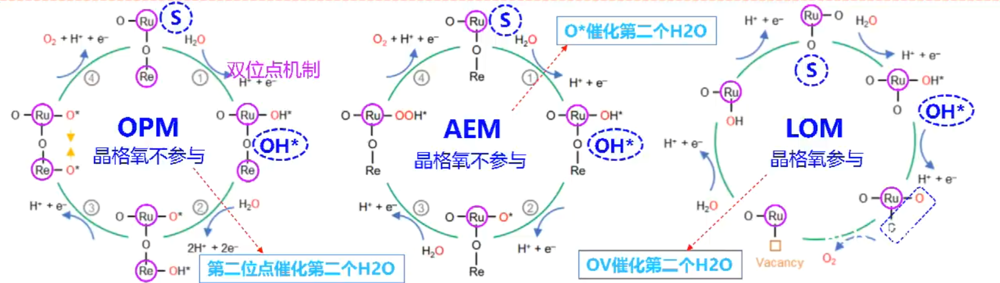 O Ru S
O
Re
O₂ + H⁺ + e⁻
H₂O
双位点机制
H⁺ + e⁻
④ ①
O Ru O*
O
Re O*
OPM
晶格氧不参与
O Ru OH*
O OH*
Re
H⁺ + e⁻
③ ②
H₂O
2H⁺ + 2e⁻
O Ru O*
O
Re OH*
第二位点催化第二个H2O
O Ru S
O
Re
O₂ + H⁺ + e⁻
H₂O
O*催化第二个H2O
H⁺ + e⁻
④ ①
O Ru OOH*
O
Re
AEM
晶格氧不参与
O Ru OH*
O OH*
Re
H⁺ + e⁻
③ ②
H₂O
H⁺ + e⁻
O Ru O*
O
Re
Ru O
O
S
H⁺ + e⁻
H₂O
H⁺ + e⁻
O Ru OH*
O
OH*
O Ru
OH
LOM
晶格氧参与
H⁺ + e⁻
H⁺ + e⁻
O Ru O
H₂O
O Ru
Vacancy
O₂
OV催化第二个H2O